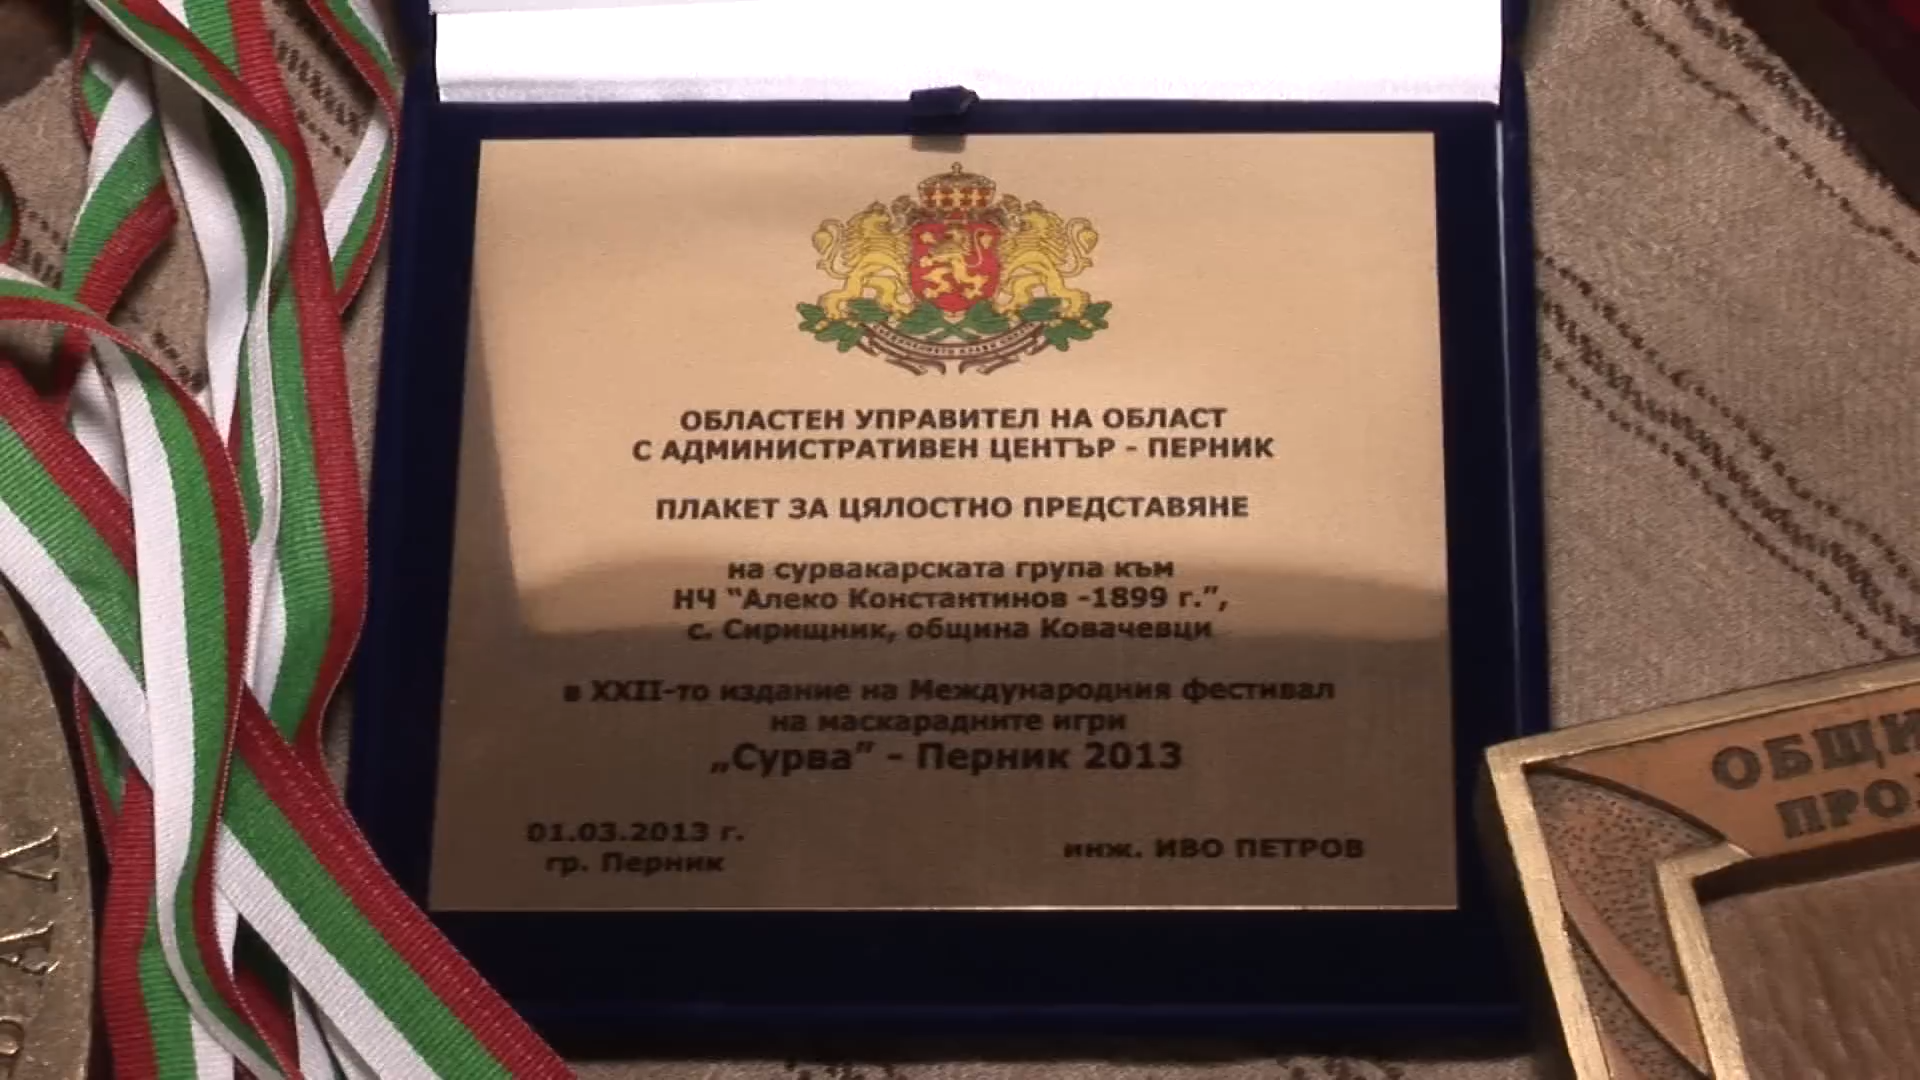 ОБЛАСТЕН УПРАВИТЕЛ НА ОБЛАСТ
С АДМИНИСТРАТИВЕН ЦЕНТЪР - ПЕРНИК
ПЛАКЕТ ЗА ЦЯЛОСТНО ПРЕДСТАВЯНЕ
на сурвакарската група към
НЧ “Алеко Константинов -1899 г.”,
с. Сирищник, община Ковачевци
в XXII-то издание на Международния фестивал
на маскарадните игри
„Сурва” - Перник 2013
01.03.2013 г.
гр. Перник
инж. ИВО ПЕТРОВ
ОБЩИ
ПРО